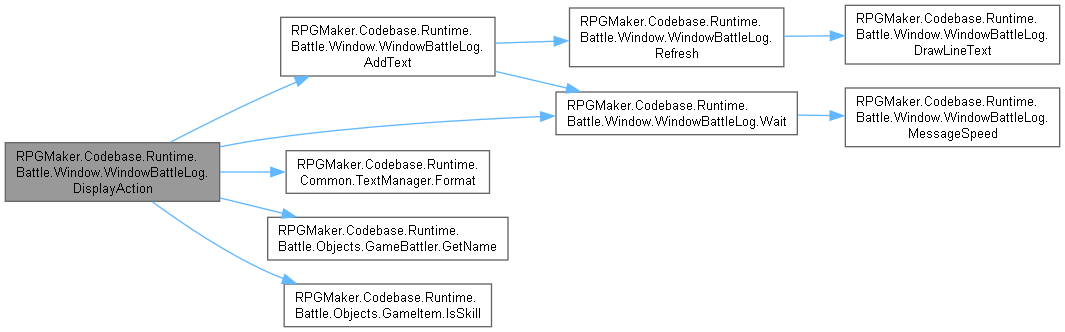 RPGMaker.Codebase.Runtime.
Battle.Window.WindowBattleLog.
DisplayAction
RPGMaker.Codebase.Runtime.
Battle.Window.WindowBattleLog.
AddText
RPGMaker.Codebase.Runtime.
Battle.Window.WindowBattleLog.
Refresh
RPGMaker.Codebase.Runtime.
Battle.Window.WindowBattleLog.
DrawLineText
RPGMaker.Codebase.Runtime.
Battle.Window.WindowBattleLog.Wait
RPGMaker.Codebase.Runtime.
Battle.Window.WindowBattleLog.
MessageSpeed
RPGMaker.Codebase.Runtime.
Common.TextManager.Format
RPGMaker.Codebase.Runtime.
Battle.Objects.GameBattler.GetName
RPGMaker.Codebase.Runtime.
Battle.Objects.GameItem.IsSkill